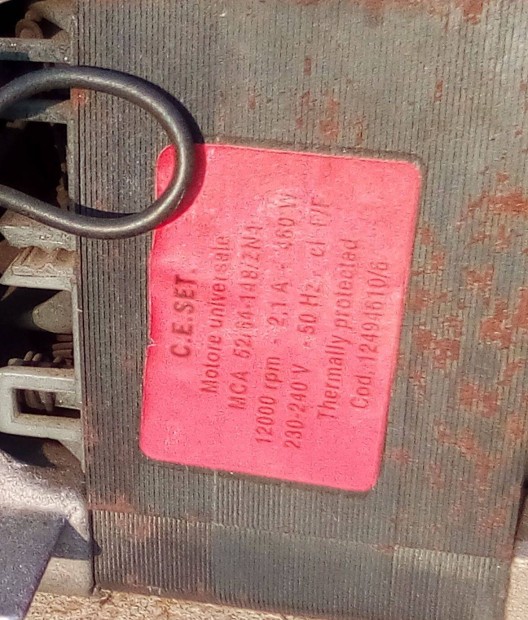 C.E.SET.
Motore universale
MCA 52/64-148/ZN1
12000 rpm - 2,1 A - 460 W
230-240 V - 50 Hz - cl F/F
Thermally protected
Cod. 12494610/6